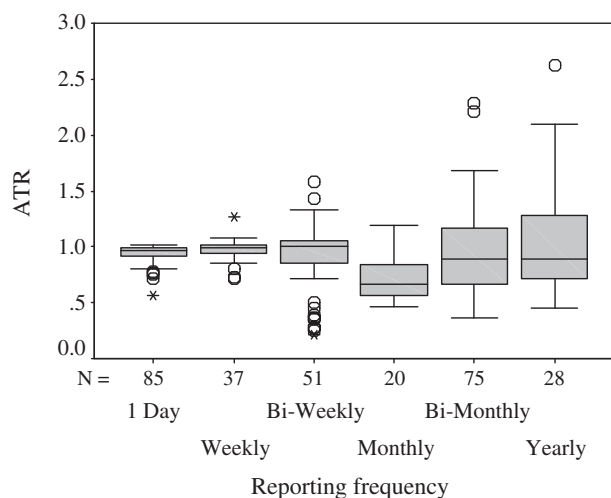 3.0
2.5
2.0
1.5
1.0
.5
0.0
ATR
N = 85 37 51 20 75 28
1 Day Bi-Weekly Bi-Monthly
Weekly Monthly Yearly
Reporting frequency